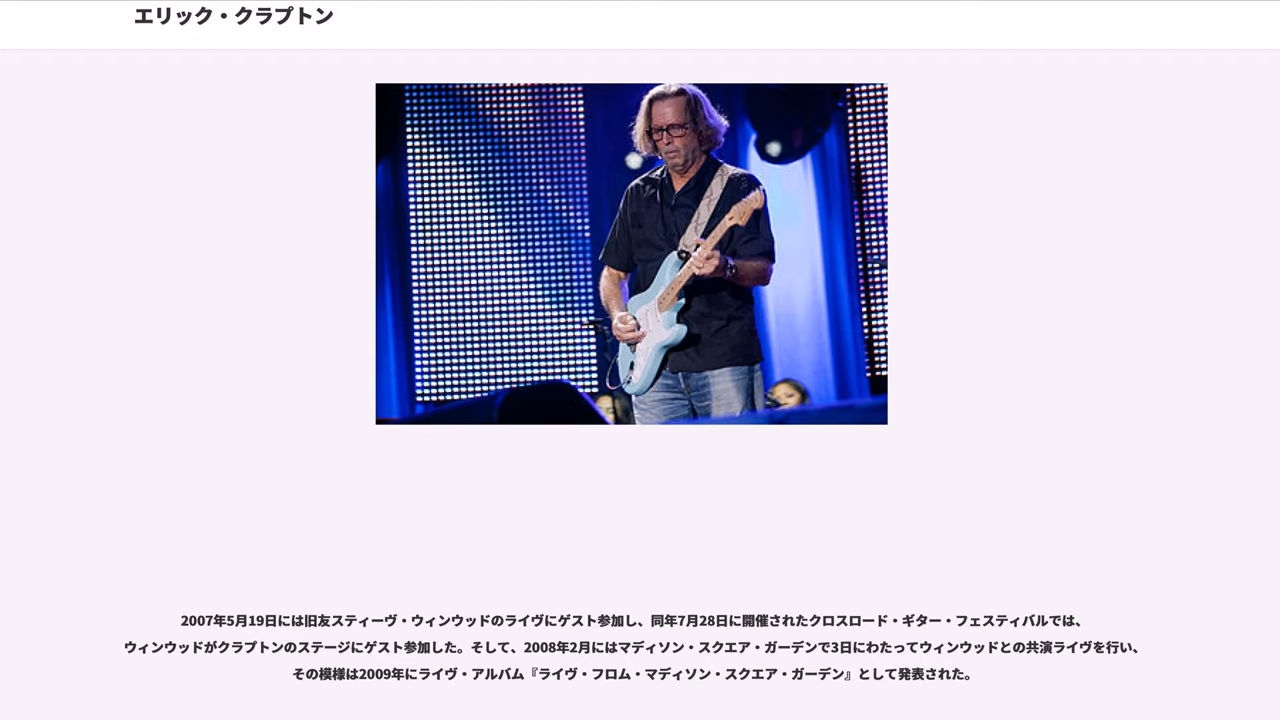 エリック・クラプトン
2007年5月19日には旧友スティーヴ・ウィンウッドのライヴにゲスト参加し、同年7月28日に開催されたクロスロード・ギター・フェスティバルでは、
ウィンウッドがクラプトンのステージにゲスト参加した。そして、2008年2月にはマディソン・スクエア・ガーデンで3日にわたってウィンウッドとの共演ライヴを行い、
その模様は2009年にライヴ・アルバム『ライヴ・フロム・マディソン・スクエア・ガーデン』として発表された。